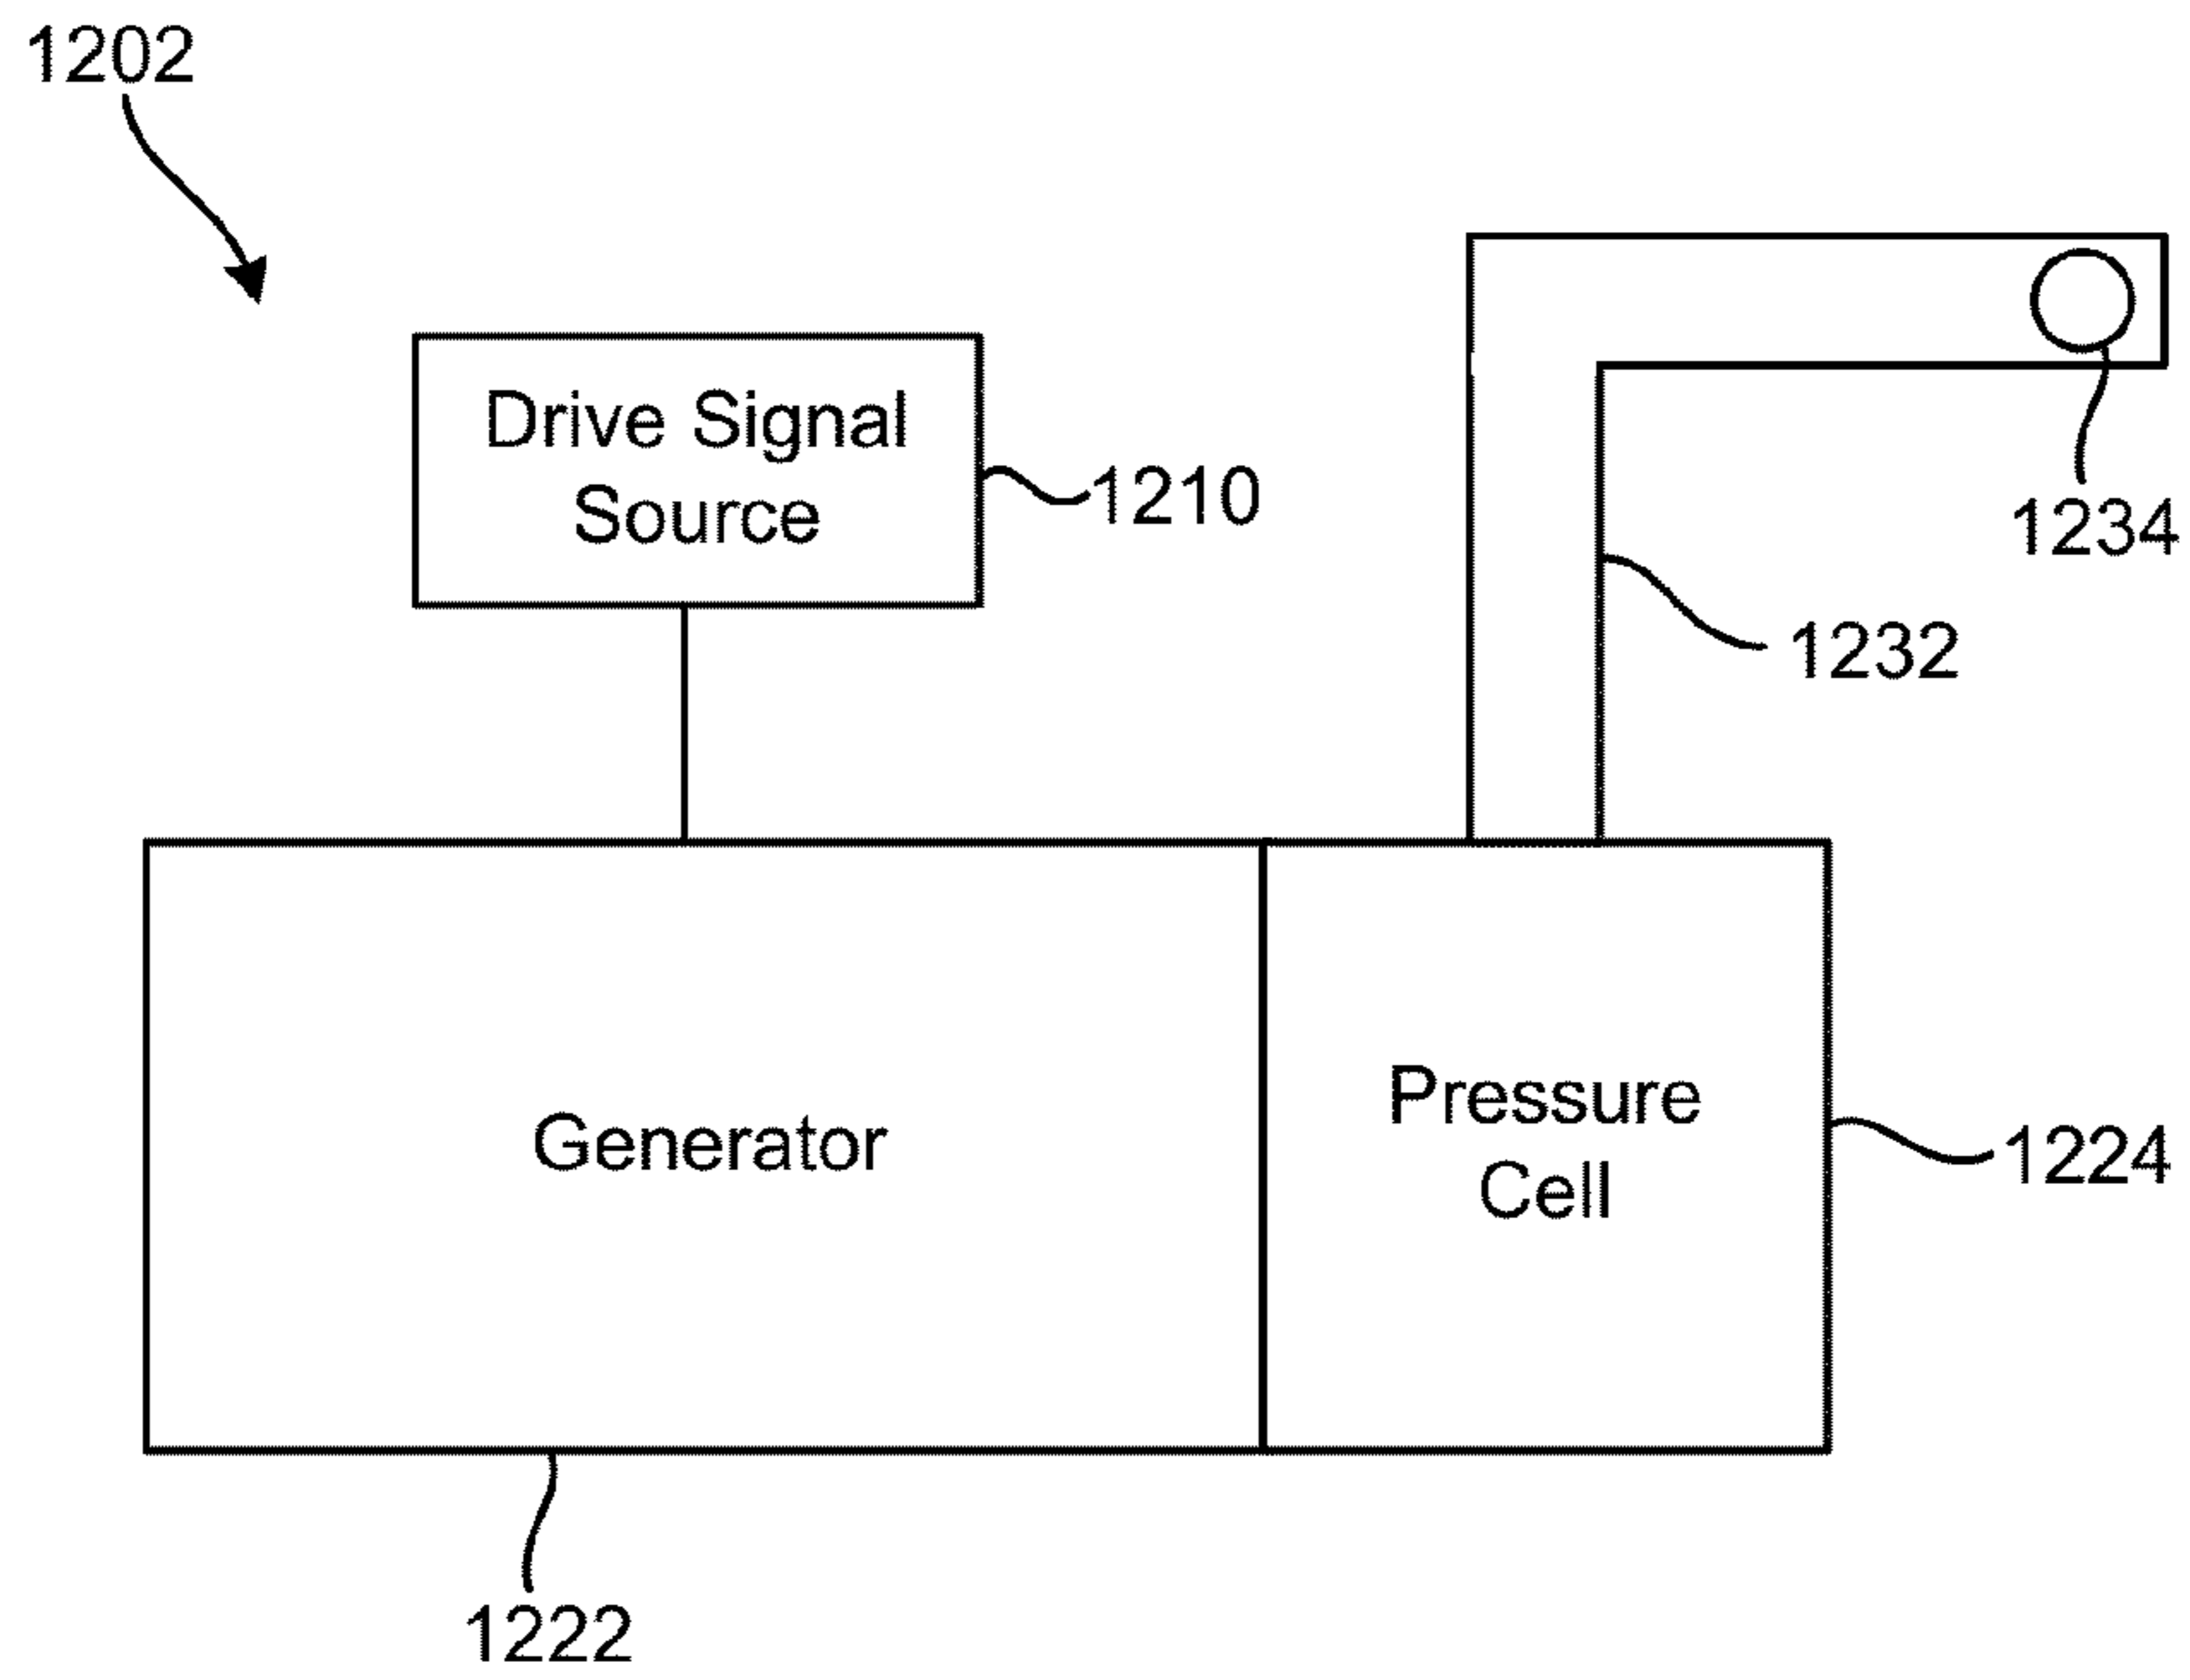 1202
Drive Signal
Source
1210
1234
1232
Generator
Pressure
Cell
1224
1222